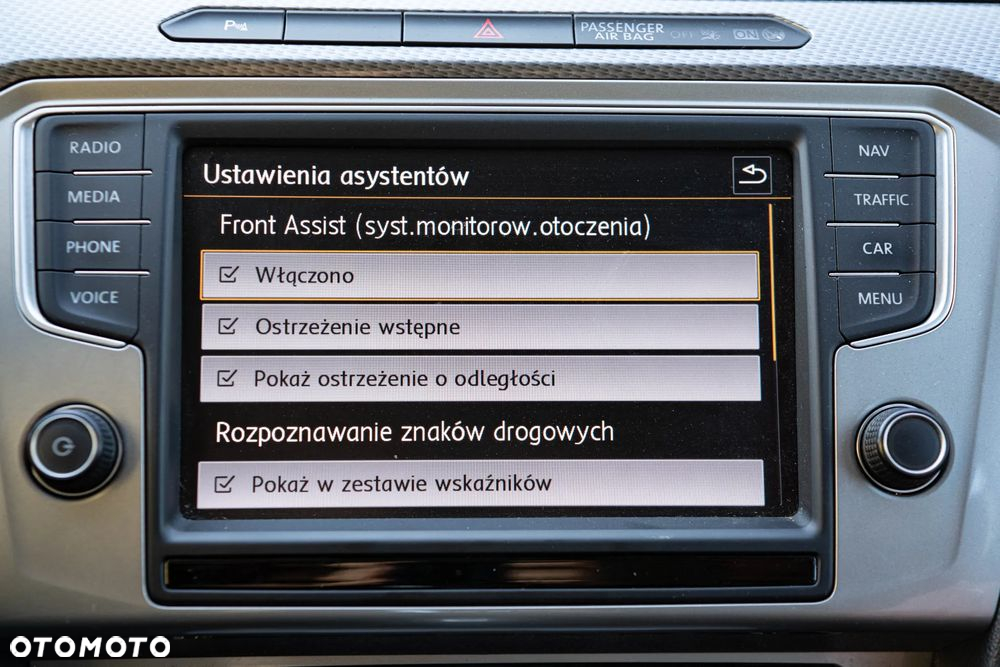 P
PASSENGER
AIR BAG OFF ON
RADIO
MEDIA
PHONE
VOICE
Ustawienia asystentów
Front Assist (syst.monitorow.otoczenia)
Włączono
Ostrzeżenie wstępne
Pokaż ostrzeżenie o odległości
Rozpoznawanie znaków drogowych
Pokaż w zestawie wskaźników
NAV
TRAFFIC
CAR
MENU
OTOMOTO